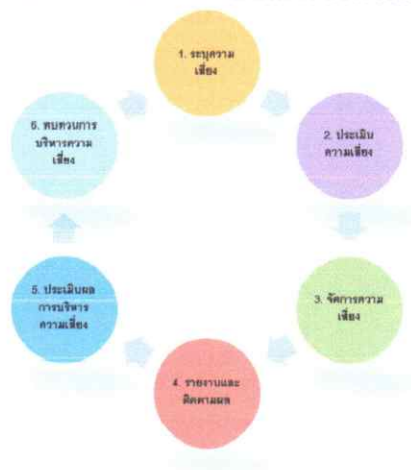 1. ระบุความ
เสี่ยง
2. ประเมิน
ความเสี่ยง
3. จัดการความ
เสี่ยง
4. รายงานและ
ติดตามผล
5. ประเมินผล
การบริหาร
ความเสี่ยง
6. ทบทวนการ
บริหารความ
เสี่ยง